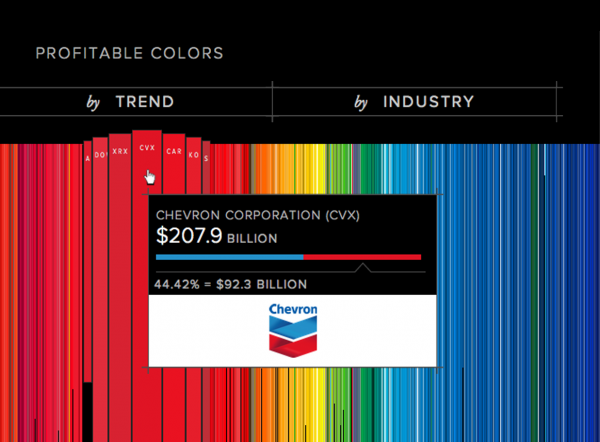 PROFITABLE COLORS
by TREND
by INDUSTRY
A
DO
XRX
CVX
CAR
KO
S
CHEVRON CORPORATION (CVX)
$207.9 BILLION
44.42% = $92.3 BILLION
Chevron